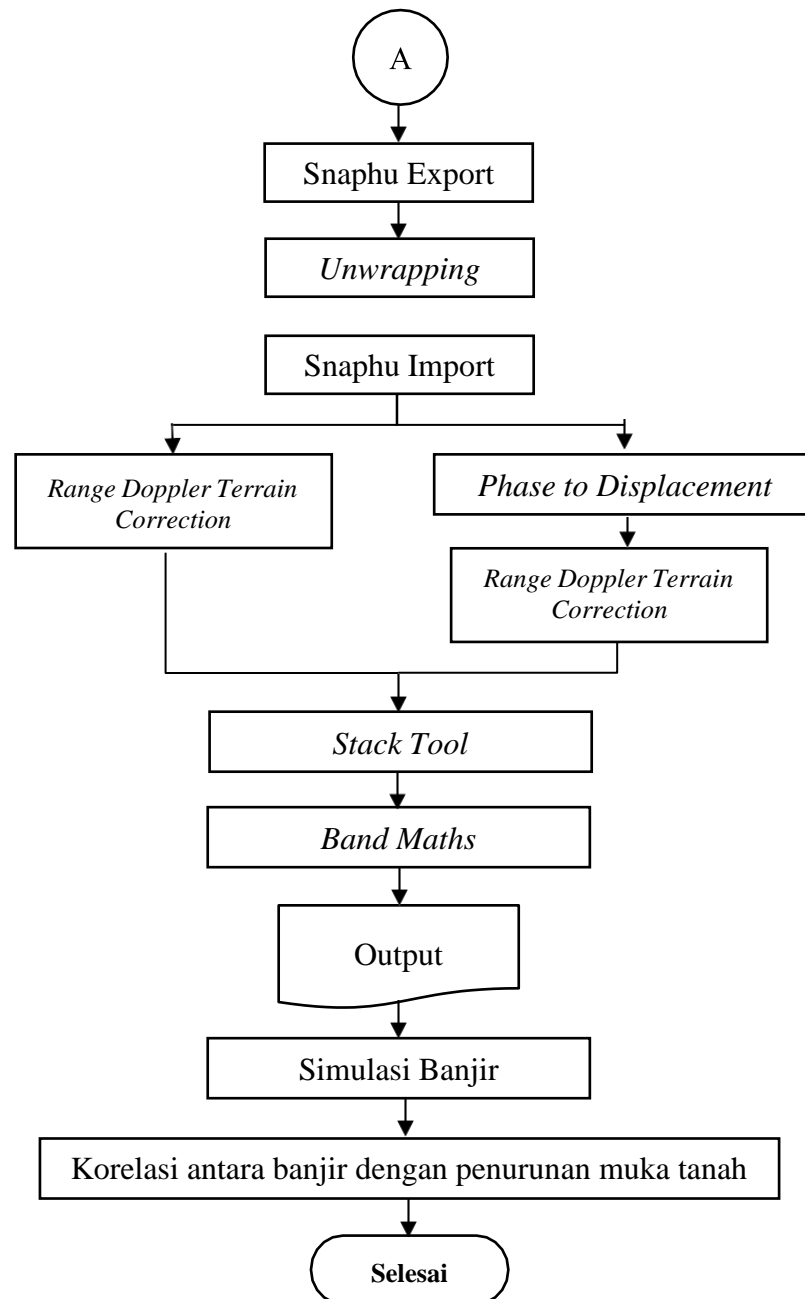 A
Snaphu Export
Unwrapping
Snaphu Import
Range Doppler Terrain
Correction
Phase to Displacement
Range Doppler Terrain
Correction
Stack Tool
Band Maths
Output
Simulasi Banjir
Korelasi antara banjir dengan penurunan muka tanah
Selesai